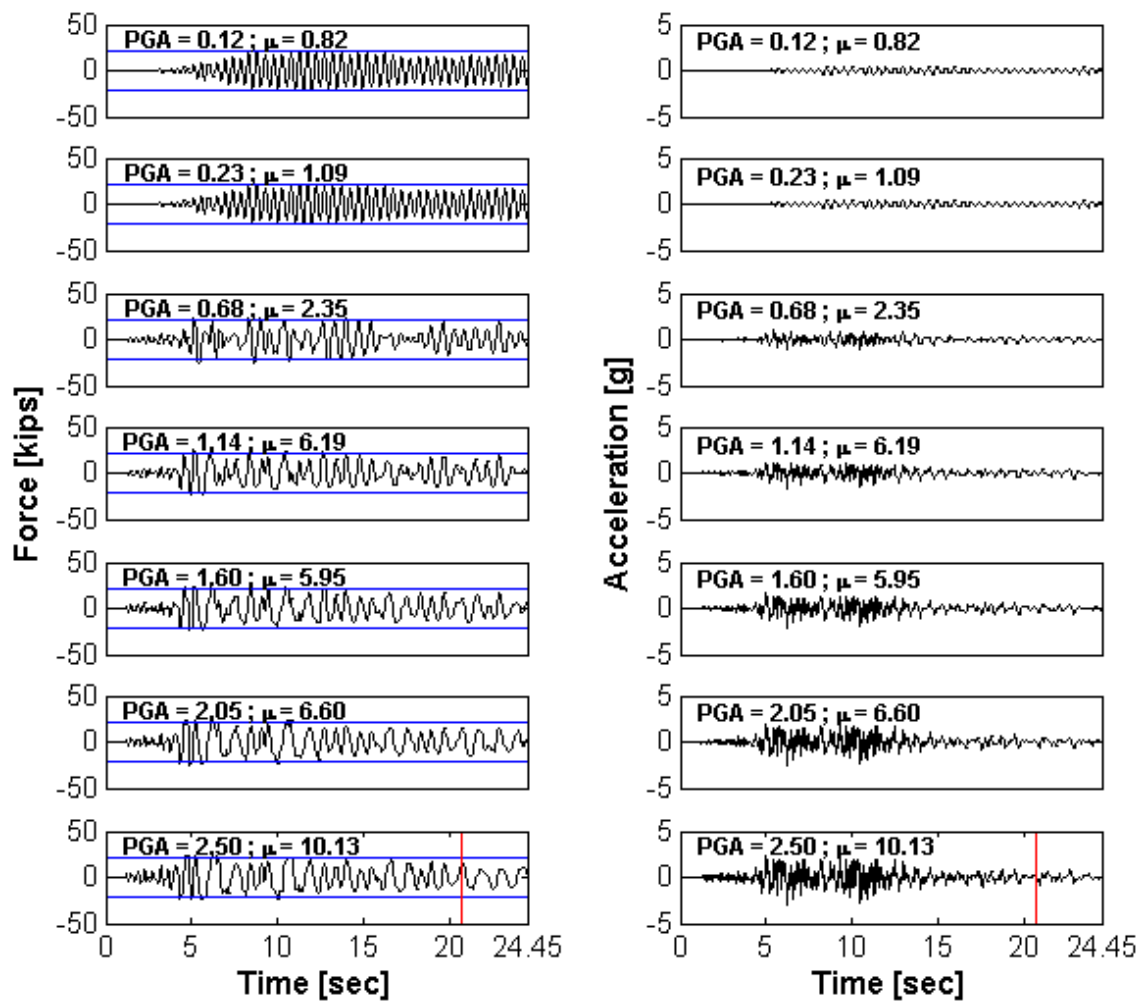 50
PGA = 0.12 ; μ = 0.82
0
-50
5
PGA = 0.12 ; μ = 0.82
0
-5
50
PGA = 0.23 ; μ = 1.09
0
-50
5
PGA = 0.23 ; μ = 1.09
0
-5
50
PGA = 0.68 ; μ = 2.35
0
-50
5
PGA = 0.68 ; μ = 2.35
0
-5
Force [kips]
Acceleration [g]
50
PGA = 1.14 ; μ = 6.19
0
-50
5
PGA = 1.14 ; μ = 6.19
0
-5
50
PGA = 1.60 ; μ = 5.95
0
-50
5
PGA = 1.60 ; μ = 5.95
0
-5
50
PGA = 2.05 ; μ = 6.60
0
-50
5
PGA = 2.05 ; μ = 6.60
0
-5
50
PGA = 2.50 ; μ = 10.13
0
-50
0 5 10 15 20 24.45
Time [sec]
5
PGA = 2.50 ; μ = 10.13
0
-5
0 5 10 15 20 24.45
Time [sec]